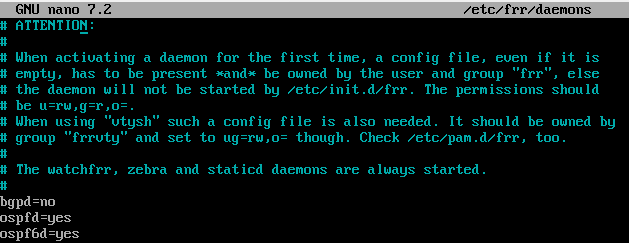 GNU nano 7.2 /etc/frr/daemons
# ATTENTION:
#
# When activating a daemon for the first time, a config file, even if it is
# empty, has to be present *and* be owned by the user and group "frr", else
# the daemon will not be started by /etc/init.d/frr. The permissions should
# be u=rw,g=r,o=.
# When using "vtysh" such a config file is also needed. It should be owned by
# group "frrvty" and set to ug=rw,o= though. Check /etc/pam.d/frr, too.
#
# The watchfrr, zebra and staticd daemons are always started.
#
bgpd=no
ospfd=yes
ospf6d=yes